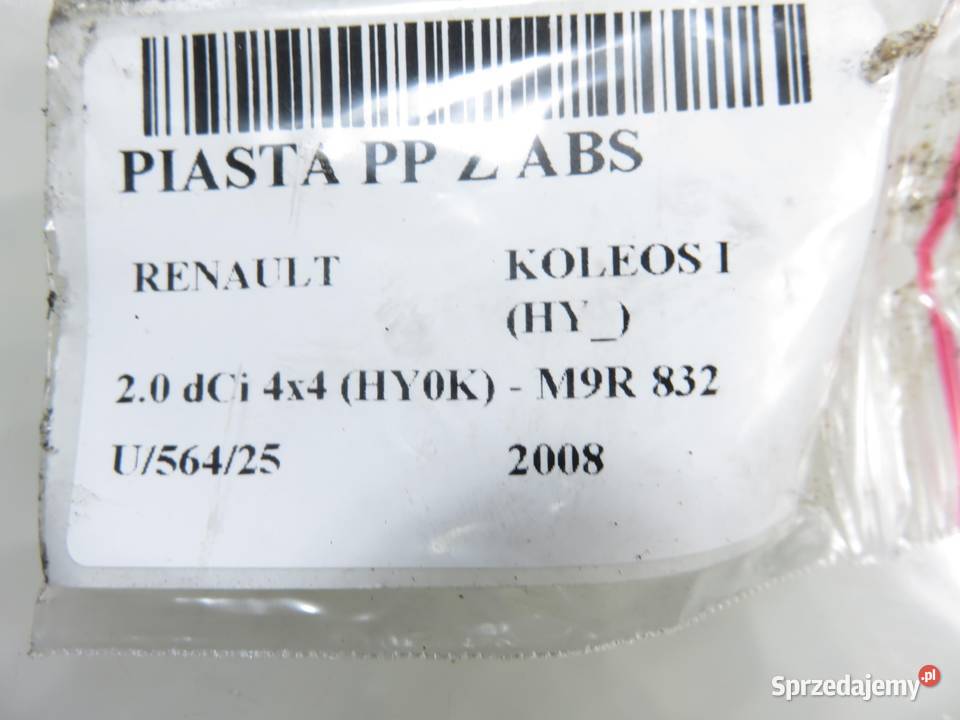 PIASTA PP Z ABS
RENAULT KOLEOS I
(HY_)
2.0 dCi 4x4 (HY0K) - M9R 832
U/564/25 2008
Sprzedajemy.pl